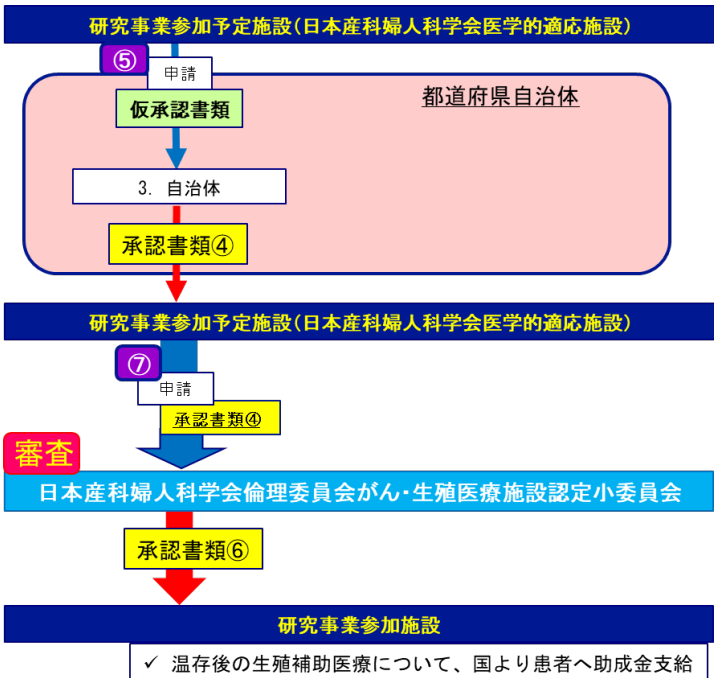 研究事業参加予定施設(日本産科婦人科学会医学的適応施設)
⑤
申請
仮承認書類
都道府県自治体
3. 自治体
承認書類④
研究事業参加予定施設(日本産科婦人科学会医学的適応施設)
⑦
申請
承認書類④
審査
日本産科婦人科学会倫理委員会がん･生殖医療施設認定小委員会
承認書類⑥
研究事業参加施設
✓ 温存後の生殖補助医療について、国より患者へ助成金支給